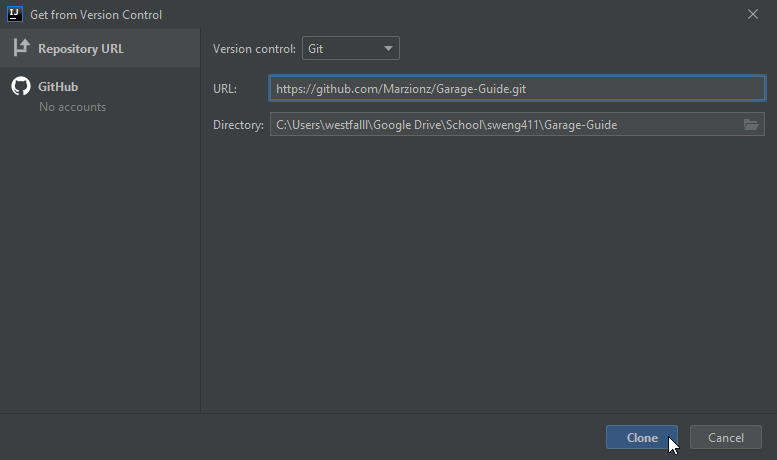 IJ Get from Version Control
Repository URL
GitHub
No accounts
Version control: Git
URL: https://github.com/Marzionz/Garage-Guide.git
Directory: C:\Users\westfalll\Google Drive\School\sweng411\Garage-Guide
Clone Cancel